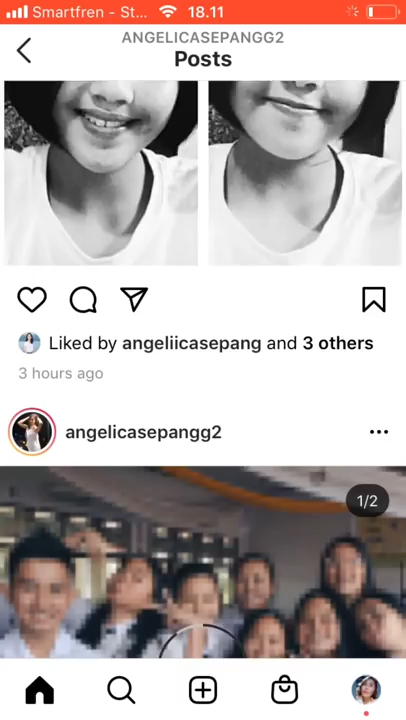 Smartfren - St... 18.11
ANGELICASEPANGG2
Posts
Liked by angeliicasepang and 3 others
3 hours ago
angelicasepangg2
1/2